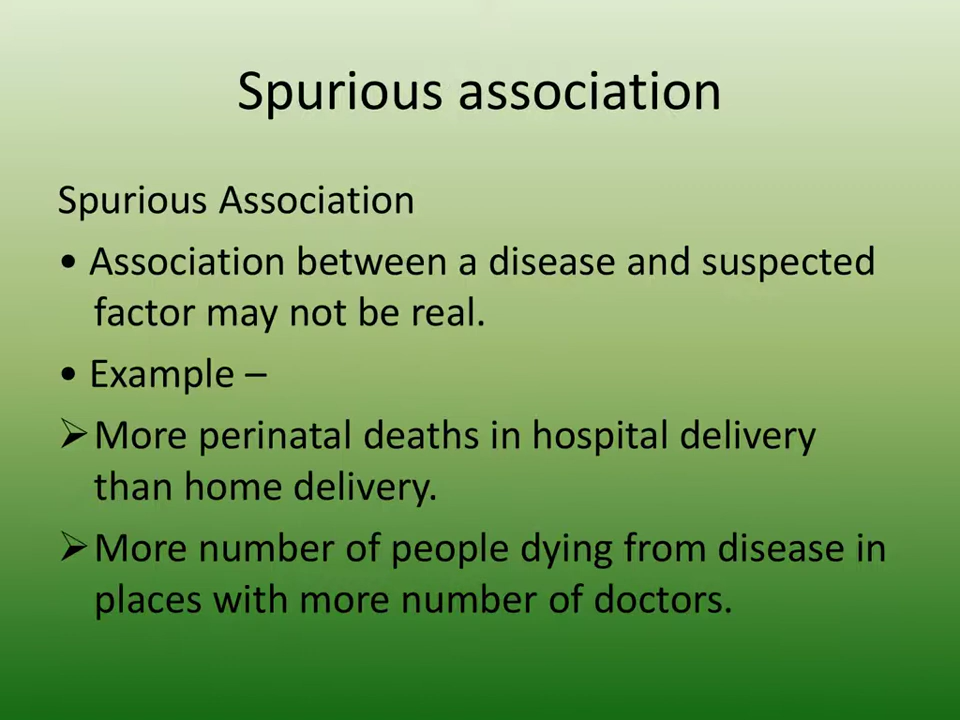 Spurious association
Spurious Association
• Association between a disease and suspected
factor may not be real.
• Example –
➢ More perinatal deaths in hospital delivery
than home delivery.
➢ More number of people dying from disease in
places with more number of doctors.